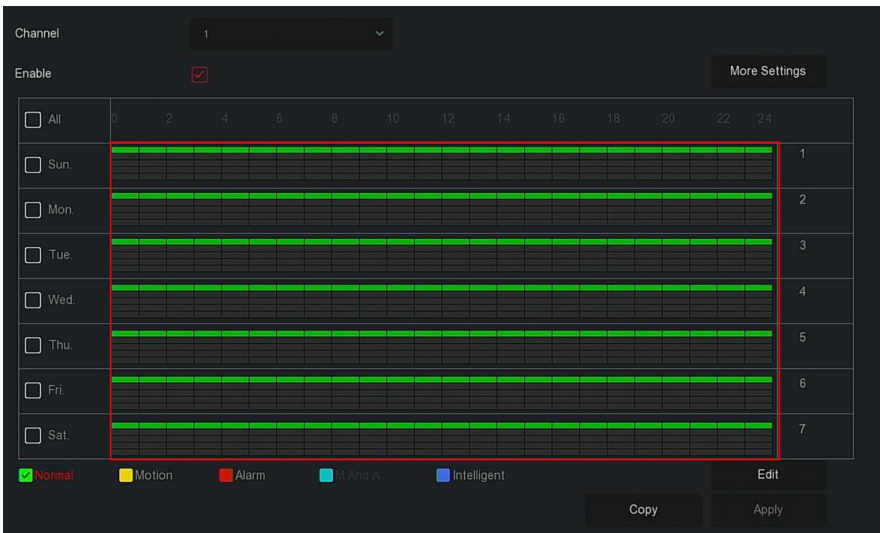 Channel 1
Enable More Settings
All 0 2 4 6 8 10 12 14 16 18 20 22 24
Sun. 1
Mon. 2
Tue. 3
Wed. 4
Thu. 5
Fri. 6
Sat. 7
Normal Motion Alarm M And A Intelligent Edit
Copy Apply